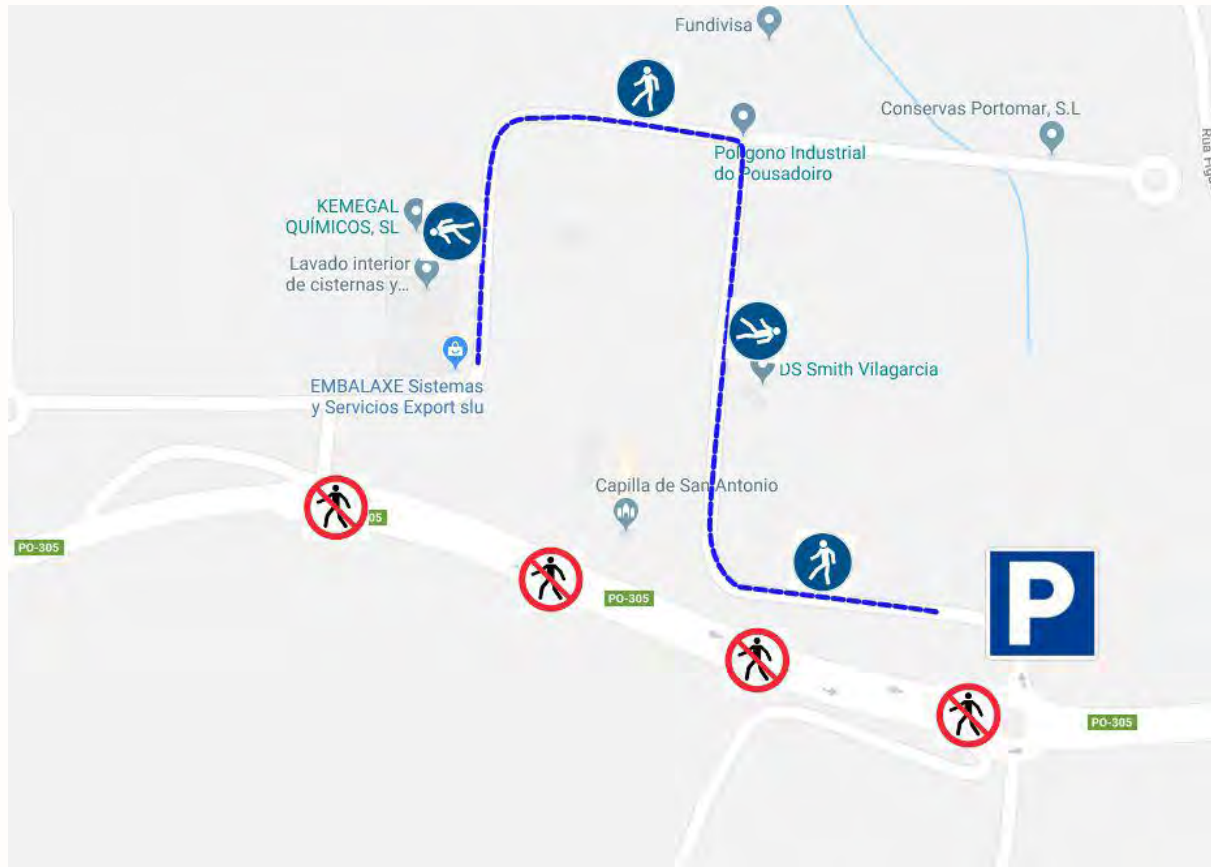 Fundivisa
Conservas Portomar, S.L
Polígono Industrial
do Pousadoiro
KEMEGAL
QUÍMICOS, SL
Lavado interior
de cisternas y...
DS Smith Vilagarcia
EMBALAXE Sistemas
y Servicios Export slu
Capilla de San Antonio
05
PO-305
PO-305
P
PO-305